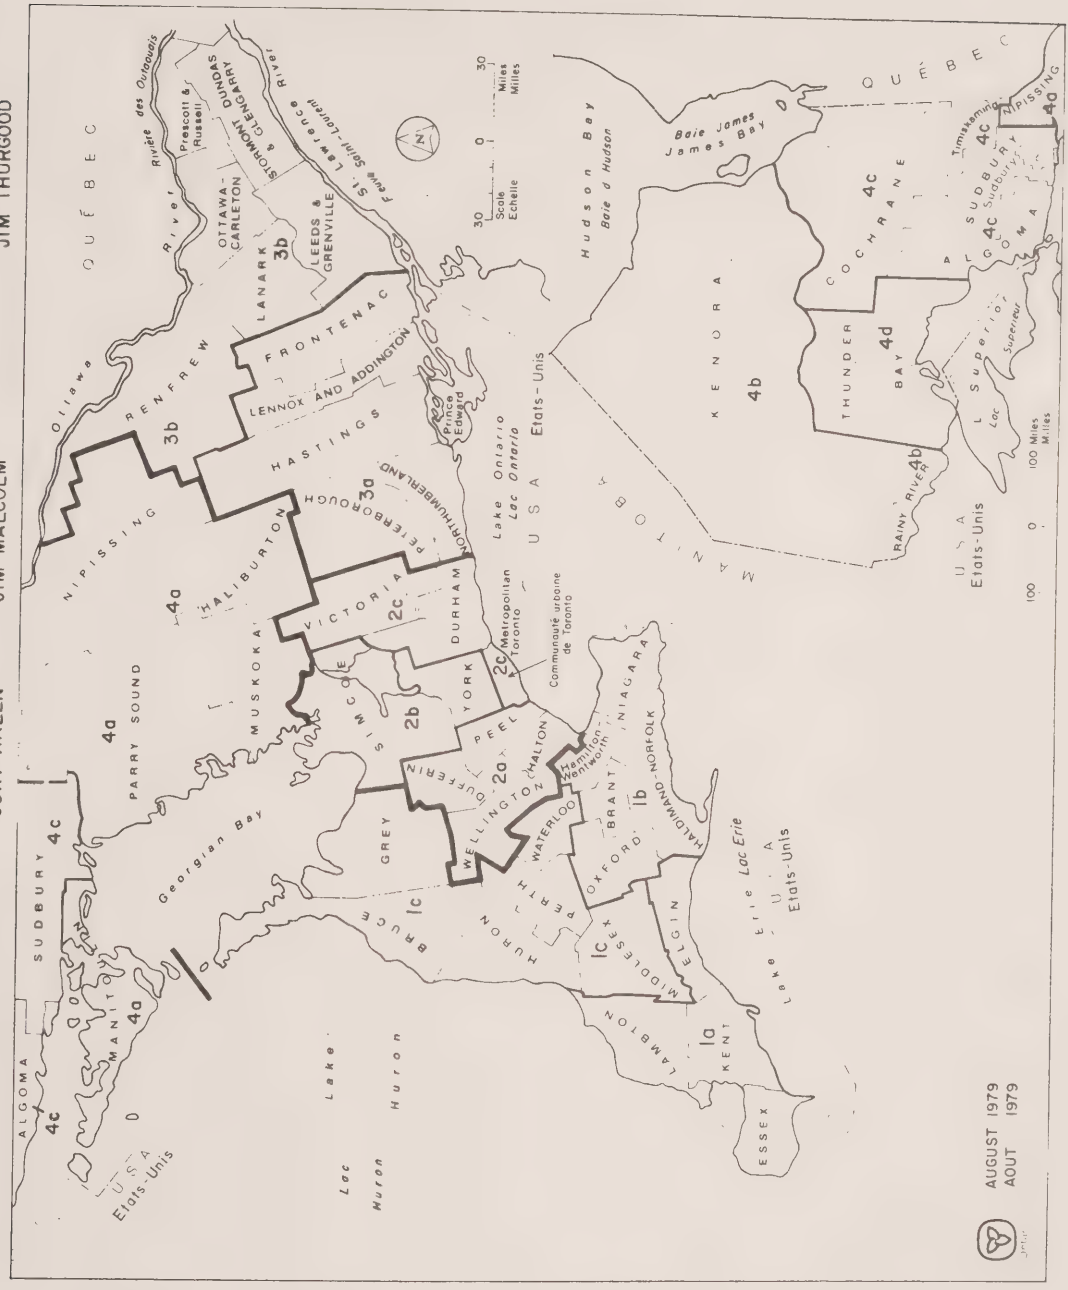 JIM THURGOOD
JIM MALCOLM
QUÉBEC
Rivière des Outaouais
Ottawa
River
Prescott &
Russell
STORMONT DUNDAS
& GLENGARRY
OTTAWA-
CARLETON
St. Lawrence River
Feuve Saint-Laurent
LANARK
3b
LEEDS &
GRENVILLE
RENFREW
3b
FRONTENAC
LENNOX AND ADDINGTON
HASTINGS
Prince
Edward
3a
PETERBOROUGH
NORTHUMBERLAND
NIPISSING
4a
HALIBURTON
VICTORIA
2c
DURHAM
PARRY SOUND
4a
MUSKOKA
SIMCOE
2b
YORK
2c Metropolitan
Toronto
Communauté urbaine
de Toronto
PEEL
HALTON
2a
DUFFERIN
WELLINGTON
Hamilton-
Wentworth
NIAGARA
HALDIMAND-NORFOLK
BRANT
1b
WATERLOO
OXFORD
PERTH
GREY
1c
BRUCE
HURON
1c
MIDDLESEX
ELGIN
LAMBTON
1a
KENT
ESSEX
SUDBURY
4c
ALGOMA
4c
MANITO
4a
Georgian Bay
Lake
Huron
Lac
Huron
USA
Etats-Unis
Lake Ontario
Lac Ontario
USA
Etats-Unis
Lake Erie Lac Erie
U A
Etats-Unis
30 0 30
Scale
Echelle
Miles
Milles
N
Hudson Bay
Baie d Hudson
Baie James
James Bay
QUÉBEC
KENORA
4b
COCHRANE
4c
THUNDER
BAY
4d
RAINY RIVER
4b
MANITOBA
Timiskaming
4c
NIPISSING
4a
SUDBURY
Sudbury
4c
ALGOMA
L Superior
Lac Superieur
U S A
Etats-Unis
100 0 100 Miles
Milles
AUGUST 1979
AOUT 1979